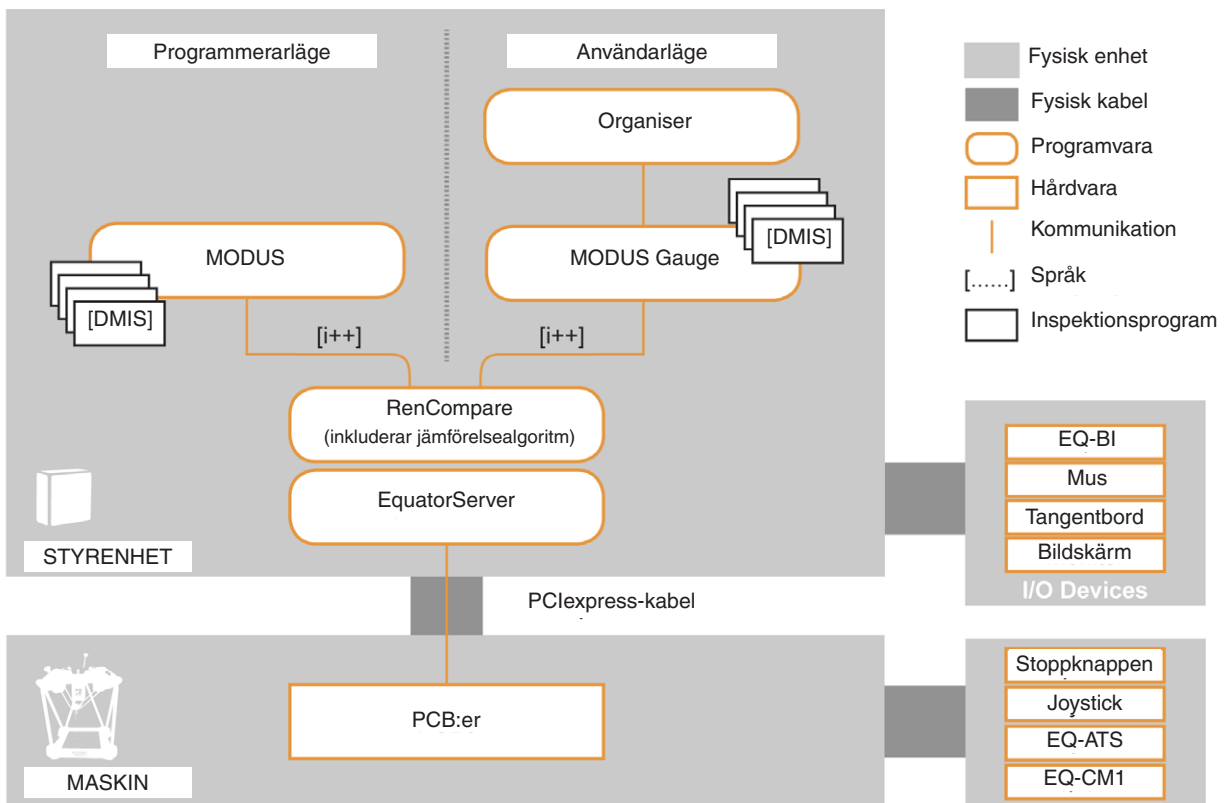 Programmerarläge
Användarläge
Organiser
MODUS
[DMIS]
MODUS Gauge
[DMIS]
[i++]
[i++]
RenCompare
(inkluderar jämförelsealgoritm)
EquatorServer
STYRENHET
PCIexpress-kabel
PCB:er
MASKIN
Fysisk enhet
Fysisk kabel
Programvara
Hårdvara
Kommunikation
[......] Språk
Inspektionsprogram
EQ-BI
Mus
Tangentbord
Bildskärm
I/O Devices
Stoppknappen
Joystick
EQ-ATS
EQ-CM1